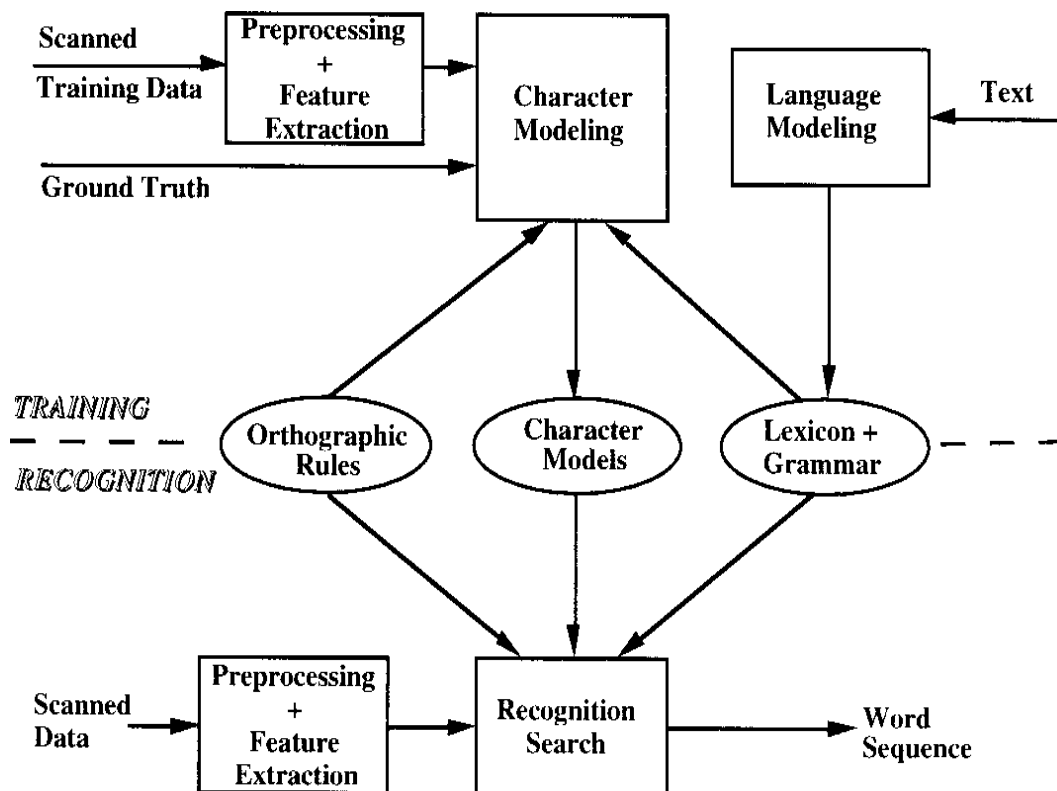 Scanned
Training Data
Preprocessing
+
Feature
Extraction
Ground Truth
Character
Modeling
Language
Modeling
Text
TRAINING
RECOGNITION
Orthographic
Rules
Character
Models
Lexicon +
Grammar
Scanned
Data
Preprocessing
+
Feature
Extraction
Recognition
Search
Word
Sequence